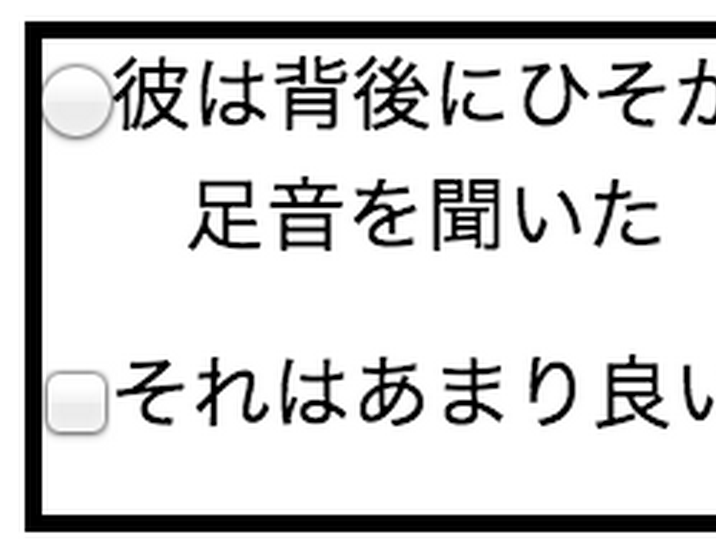 彼は背後にひそか
足音を聞いた
それはあまり良い